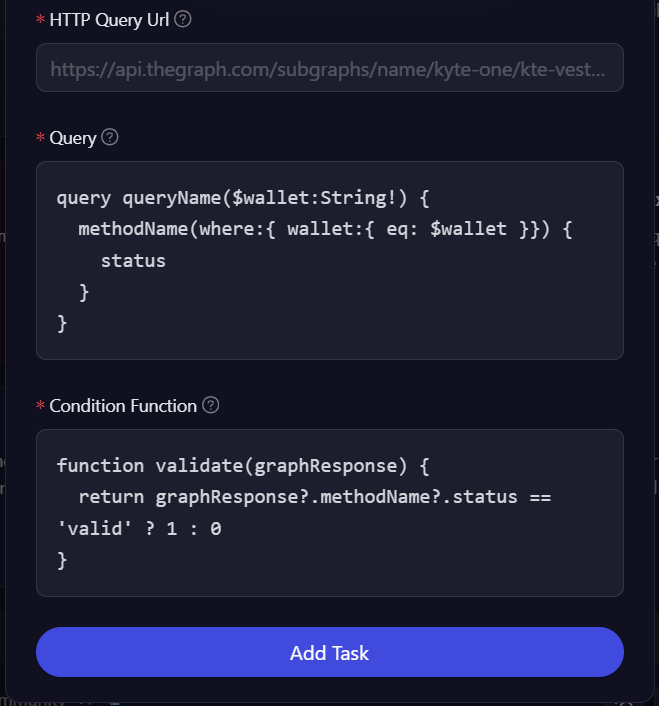 * HTTP Query Url ?
https://api.thegraph.com/subgraphs/name/kyte-one/kte-vest...
* Query ?
query queryName($wallet:String!) {
  methodName(where:{ wallet:{ eq: $wallet }}) {
    status
  }
}
* Condition Function ?
function validate(graphResponse) {
  return graphResponse?.methodName?.status ==
'valid' ? 1 : 0
}
Add Task